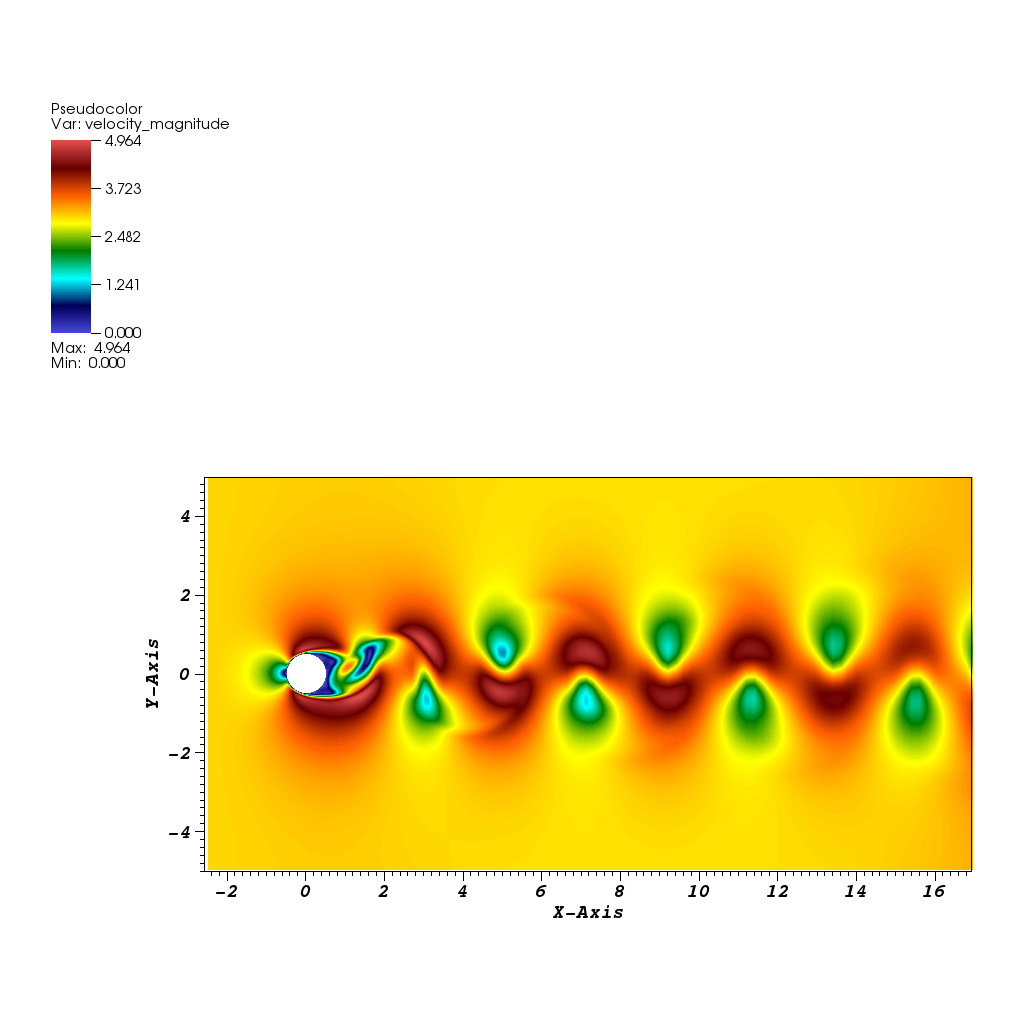 Pseudocolor
Var: velocity_magnitude
4.964
3.723
2.482
1.241
0.000
Max: 4.964
Min: 0.000
4
2
0
-2
-4
Y-Axis
-2 0 2 4 6 8 10 12 14 16
X-Axis